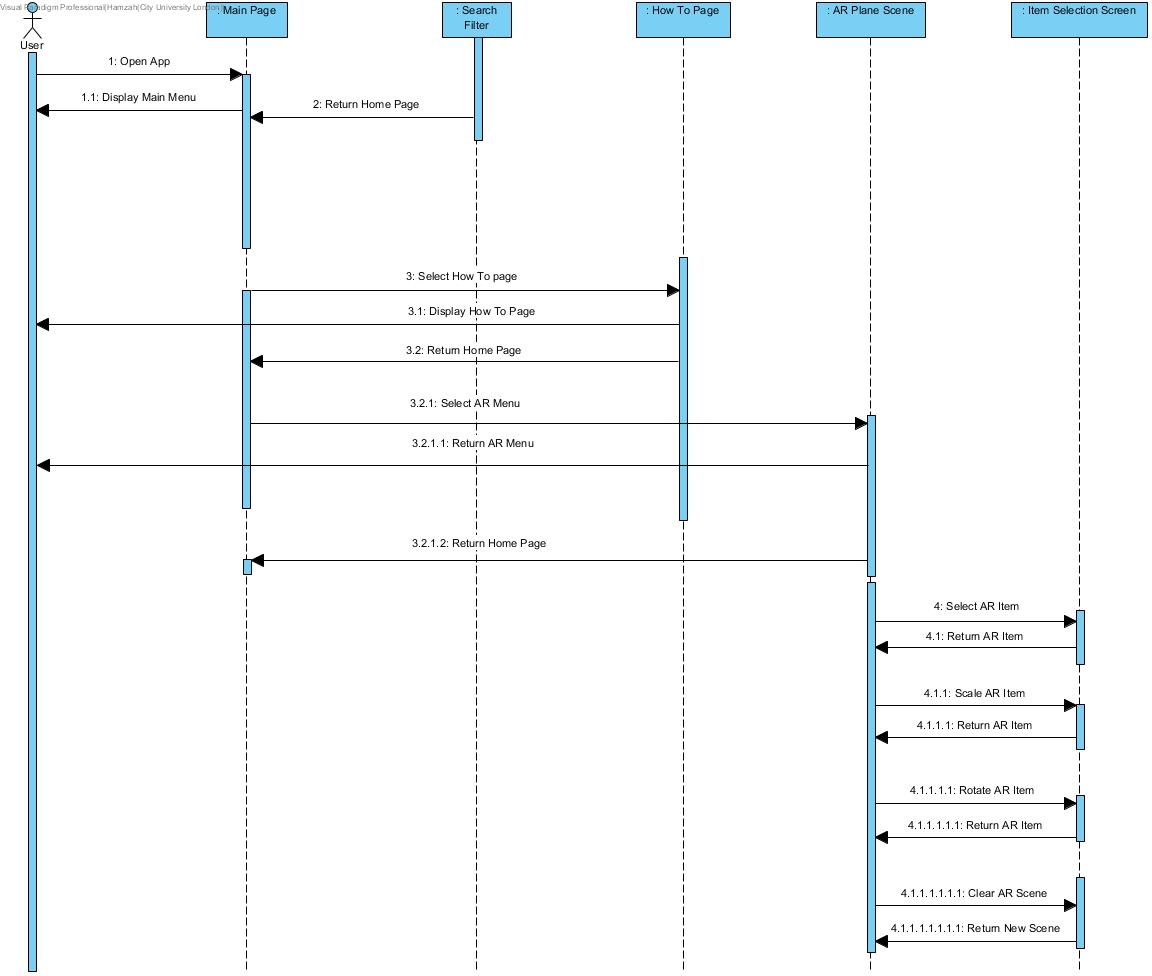 Visual Paradigm Professional(Hamzah(City University London))
: Main Page
: Search
Filter
: How To Page
: AR Plane Scene
: Item Selection Screen
User
1: Open App
1.1: Display Main Menu
2: Return Home Page
3: Select How To page
3.1: Display How To Page
3.2: Return Home Page
3.2.1: Select AR Menu
3.2.1.1: Return AR Menu
3.2.1.2: Return Home Page
4: Select AR Item
4.1: Return AR Item
4.1.1: Scale AR Item
4.1.1.1: Return AR Item
4.1.1.1.1: Rotate AR Item
4.1.1.1.1.1: Return AR Item
4.1.1.1.1.1.1: Clear AR Scene
4.1.1.1.1.1.1.1: Return New Scene